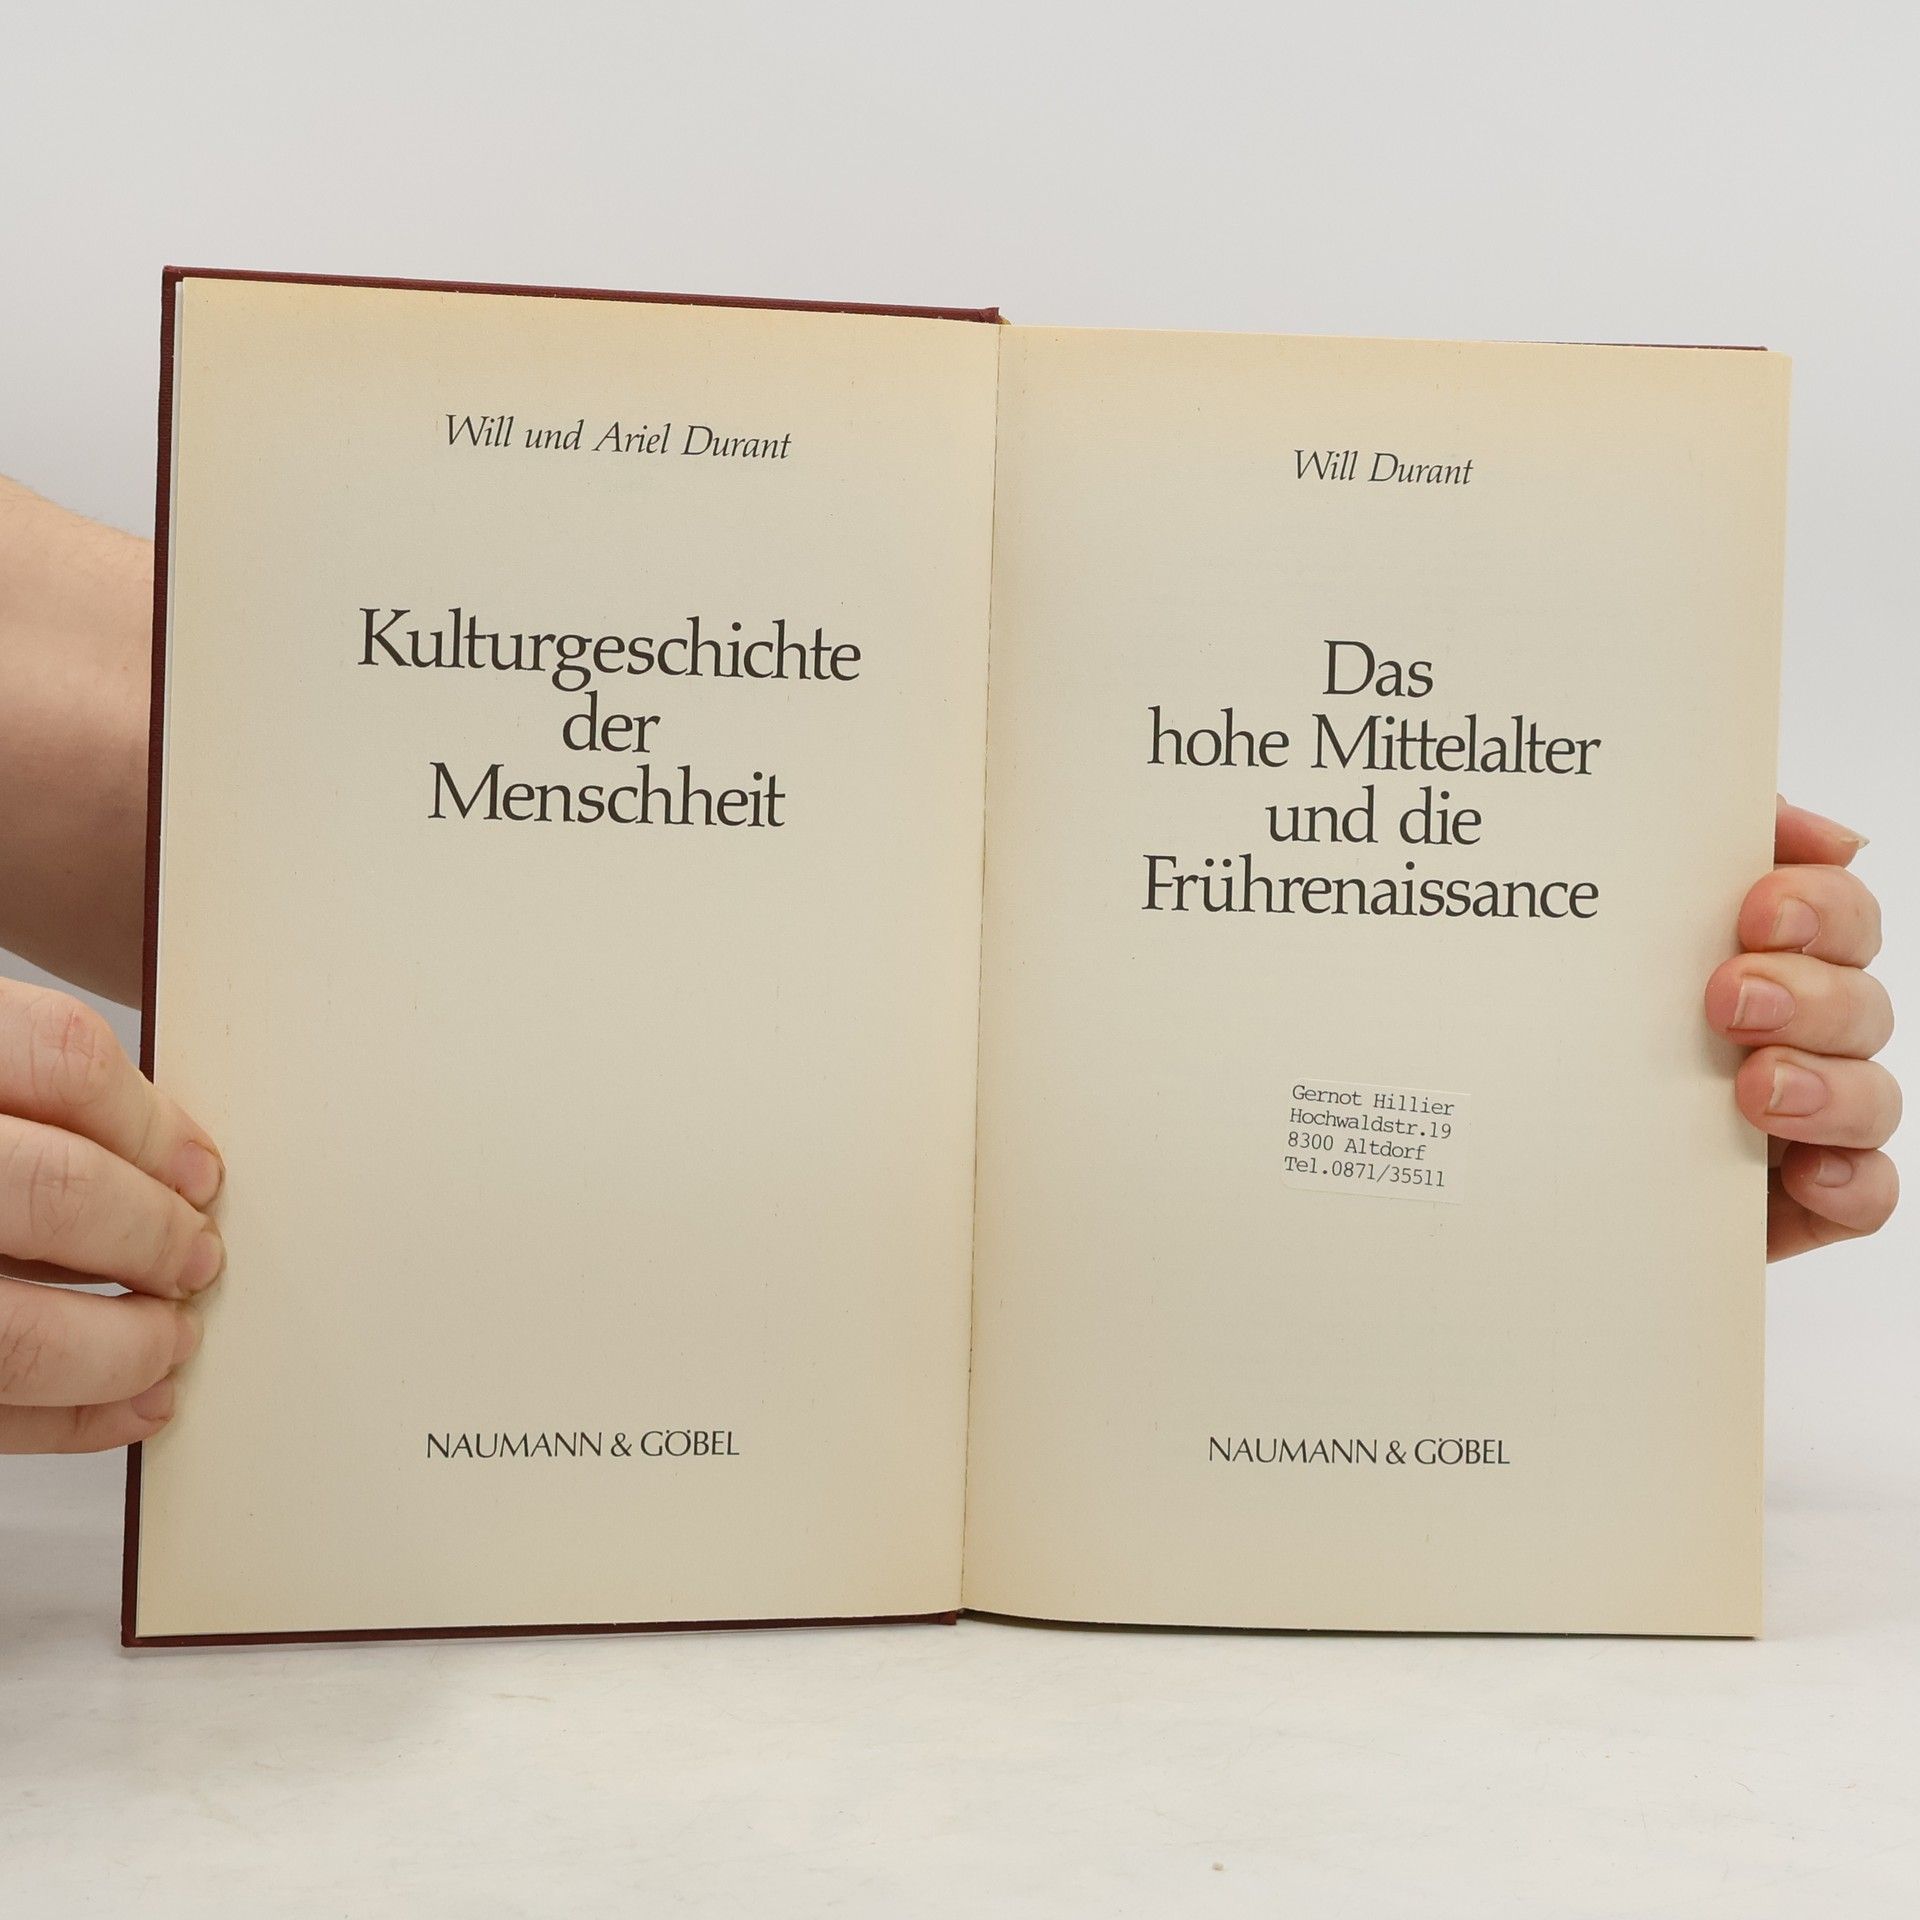 Will und Ariel Durant
Kulturgeschichte
der
Menschheit
NAUMANN & GÖBEL
Will Durant
Das
hohe Mittelalter
und die
Frührenaissance
Gernot Hillier
Hochwaldstr.19
8300 Altdorf
Tel.0871/35511
NAUMANN & GÖBEL